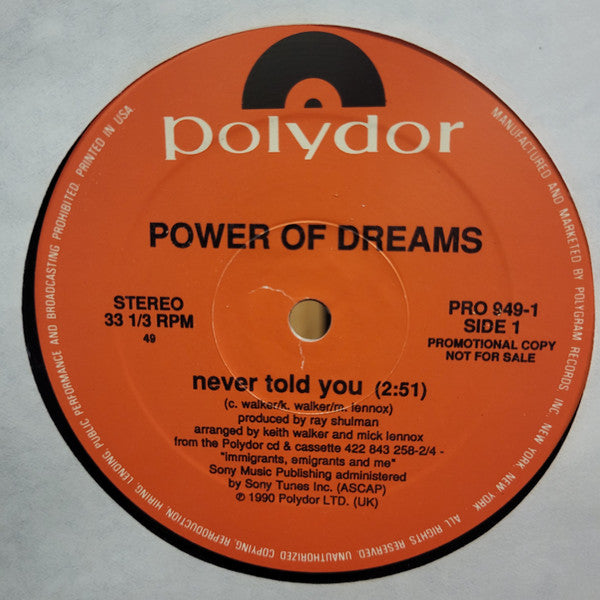 polydor
POWER OF DREAMS
STEREO
33 1/3 RPM
49
PRO 949-1
SIDE 1
PROMOTIONAL COPY
NOT FOR SALE
never told you (2:51)
(c. walker/k. walker/m. lennox)
produced by ray shulman
arranged by keith walker and mick lennox
from the Polydor cd & cassette 422 843 258-2/4 -
"immigrants, emigrants and me"
Sony Music Publishing administered
by Sony Tunes Inc. (ASCAP)
℗ 1990 Polydor LTD. (UK)
MANUFACTURED AND MARKETED BY POLYGRAM RECORDS INC. NEW YORK, NEW YORK. ALL RIGHTS RESERVED. UNAUTHORIZED COPYING, REPRODUCTION HIRING, LENDING PUBLIC PERFORMANCE AND BROADCASTING PROHIBITED. PRINTED IN USA.